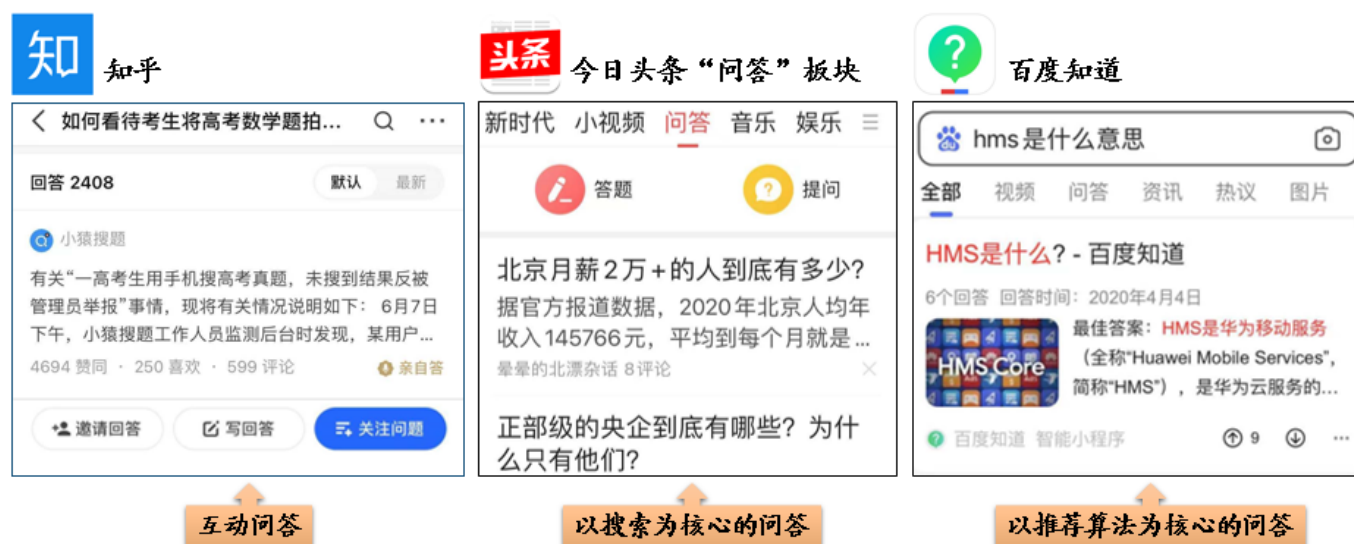 知
知乎
如何看待考生将高考数学题拍...
回答 2408
默认
最新
小猿搜题
有关“一高考生用手机搜高考真题，未搜到结果反被
管理员举报”事情，现将有关情况说明如下： 6月7日
下午，小猿搜题工作人员监测后台时发现，某用户...
4694 赞同 · 250 喜欢 · 599 评论
亲自答
邀请回答
写回答
关注问题
互动问答
头条
今日头条“问答”板块
新时代 小视频 问答 音乐 娱乐
答题
提问
北京月薪2万+的人到底有多少?
据官方报道数据，2020年北京人均年
收入145766元，平均到每个月就是...
晕晕的北漂杂话 8评论
正部级的央企到底有哪些？为什
么只有他们?
以搜索为核心的问答
?
百度知道
du
hms是什么意思
全部 视频 问答 资讯 热议 图片
HMS是什么? - 百度知道
6个回答 回答时间：2020年4月4日
HMS Core
最佳答案：HMS是华为移动服务
（全称“Huawei Mobile Services”,
简称“HMS”），是华为云服务的...
百度知道 智能小程序
9
以推荐算法为核心的问答